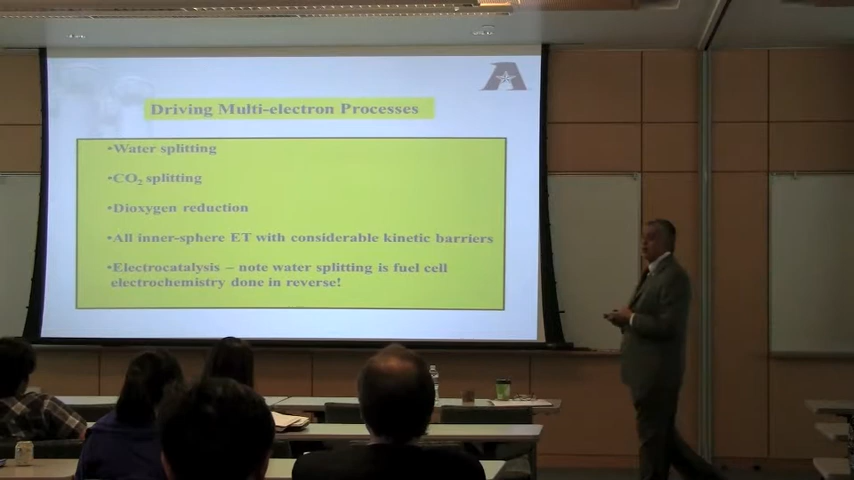 Driving Multi-electron Processes
•Water splitting
•CO₂ splitting
•Dioxygen reduction
•All inner-sphere ET with considerable kinetic barriers
•Electrocatalysis – note water splitting is fuel cell
electrochemistry done in reverse!